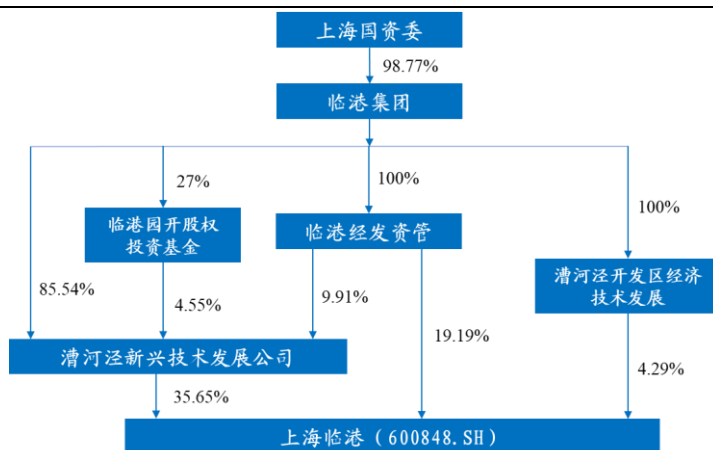 上海国资委
98.77%
临港集团
27%
100%
100%
临港园开股权
投资基金
临港经发资管
漕河泾开发区经济
技术发展
85.54%
4.55%
9.91%
19.19%
4.29%
漕河泾新兴技术发展公司
35.65%
上海临港（600848.SH）